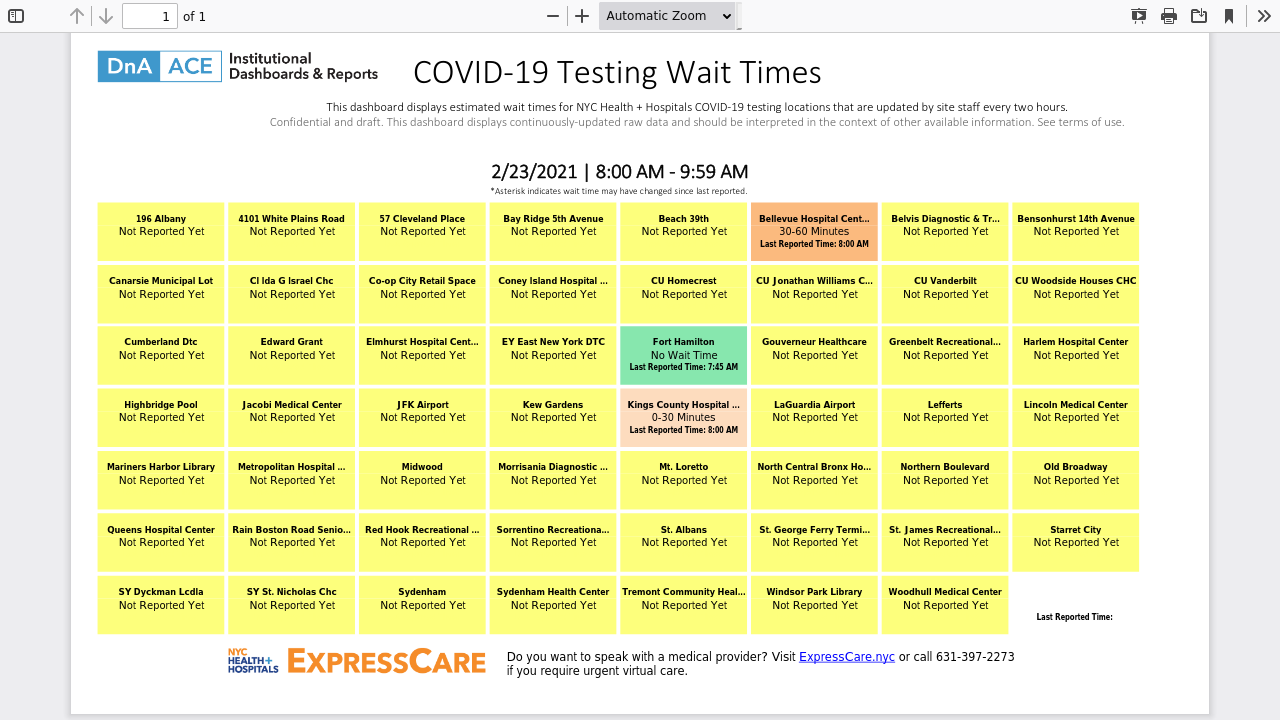 1 of 1
Automatic Zoom
DnA ACE Institutional Dashboards & Reports
COVID-19 Testing Wait Times
This dashboard displays estimated wait times for NYC Health + Hospitals COVID-19 testing locations that are updated by site staff every two hours.
Confidential and draft. This dashboard displays continuously-updated raw data and should be interpreted in the context of other available information. See terms of use.
2/23/2021 | 8:00 AM - 9:59 AM
*Asterisk indicates wait time may have changed since last reported.
196 Albany
Not Reported Yet
4101 White Plains Road
Not Reported Yet
57 Cleveland Place
Not Reported Yet
Bay Ridge 5th Avenue
Not Reported Yet
Beach 39th
Not Reported Yet
Bellevue Hospital Cent...
30-60 Minutes
Last Reported Time: 8:00 AM
Belvis Diagnostic & Tr...
Not Reported Yet
Bensonhurst 14th Avenue
Not Reported Yet
Canarsie Municipal Lot
Not Reported Yet
Cl Ida G Israel Chc
Not Reported Yet
Co-op City Retail Space
Not Reported Yet
Coney Island Hospital ...
Not Reported Yet
CU Homecrest
Not Reported Yet
CU Jonathan Williams C...
Not Reported Yet
CU Vanderbilt
Not Reported Yet
CU Woodside Houses CHC
Not Reported Yet
Cumberland Dtc
Not Reported Yet
Edward Grant
Not Reported Yet
Elmhurst Hospital Cent...
Not Reported Yet
EY East New York DTC
Not Reported Yet
Fort Hamilton
No Wait Time
Last Reported Time: 7:45 AM
Gouverneur Healthcare
Not Reported Yet
Greenbelt Recreational...
Not Reported Yet
Harlem Hospital Center
Not Reported Yet
Highbridge Pool
Not Reported Yet
Jacobi Medical Center
Not Reported Yet
JFK Airport
Not Reported Yet
Kew Gardens
Not Reported Yet
Kings County Hospital ...
0-30 Minutes
Last Reported Time: 8:00 AM
LaGuardia Airport
Not Reported Yet
Lefferts
Not Reported Yet
Lincoln Medical Center
Not Reported Yet
Mariners Harbor Library
Not Reported Yet
Metropolitan Hospital ...
Not Reported Yet
Midwood
Not Reported Yet
Morrisania Diagnostic ...
Not Reported Yet
Mt. Loretto
Not Reported Yet
North Central Bronx Ho...
Not Reported Yet
Northern Boulevard
Not Reported Yet
Old Broadway
Not Reported Yet
Queens Hospital Center
Not Reported Yet
Rain Boston Road Senio...
Not Reported Yet
Red Hook Recreational ...
Not Reported Yet
Sorrentino Recreationa...
Not Reported Yet
St. Albans
Not Reported Yet
St. George Ferry Termi...
Not Reported Yet
St. James Recreational...
Not Reported Yet
Starret City
Not Reported Yet
SY Dyckman Lcdla
Not Reported Yet
SY St. Nicholas Chc
Not Reported Yet
Sydenham
Not Reported Yet
Sydenham Health Center
Not Reported Yet
Tremont Community Heal...
Not Reported Yet
Windsor Park Library
Not Reported Yet
Woodhull Medical Center
Not Reported Yet
Last Reported Time:
NYC
HEALTH+
HOSPITALS
EXPRESSCARE
Do you want to speak with a medical provider? Visit ExpressCare.nyc or call 631-397-2273
if you require urgent virtual care.